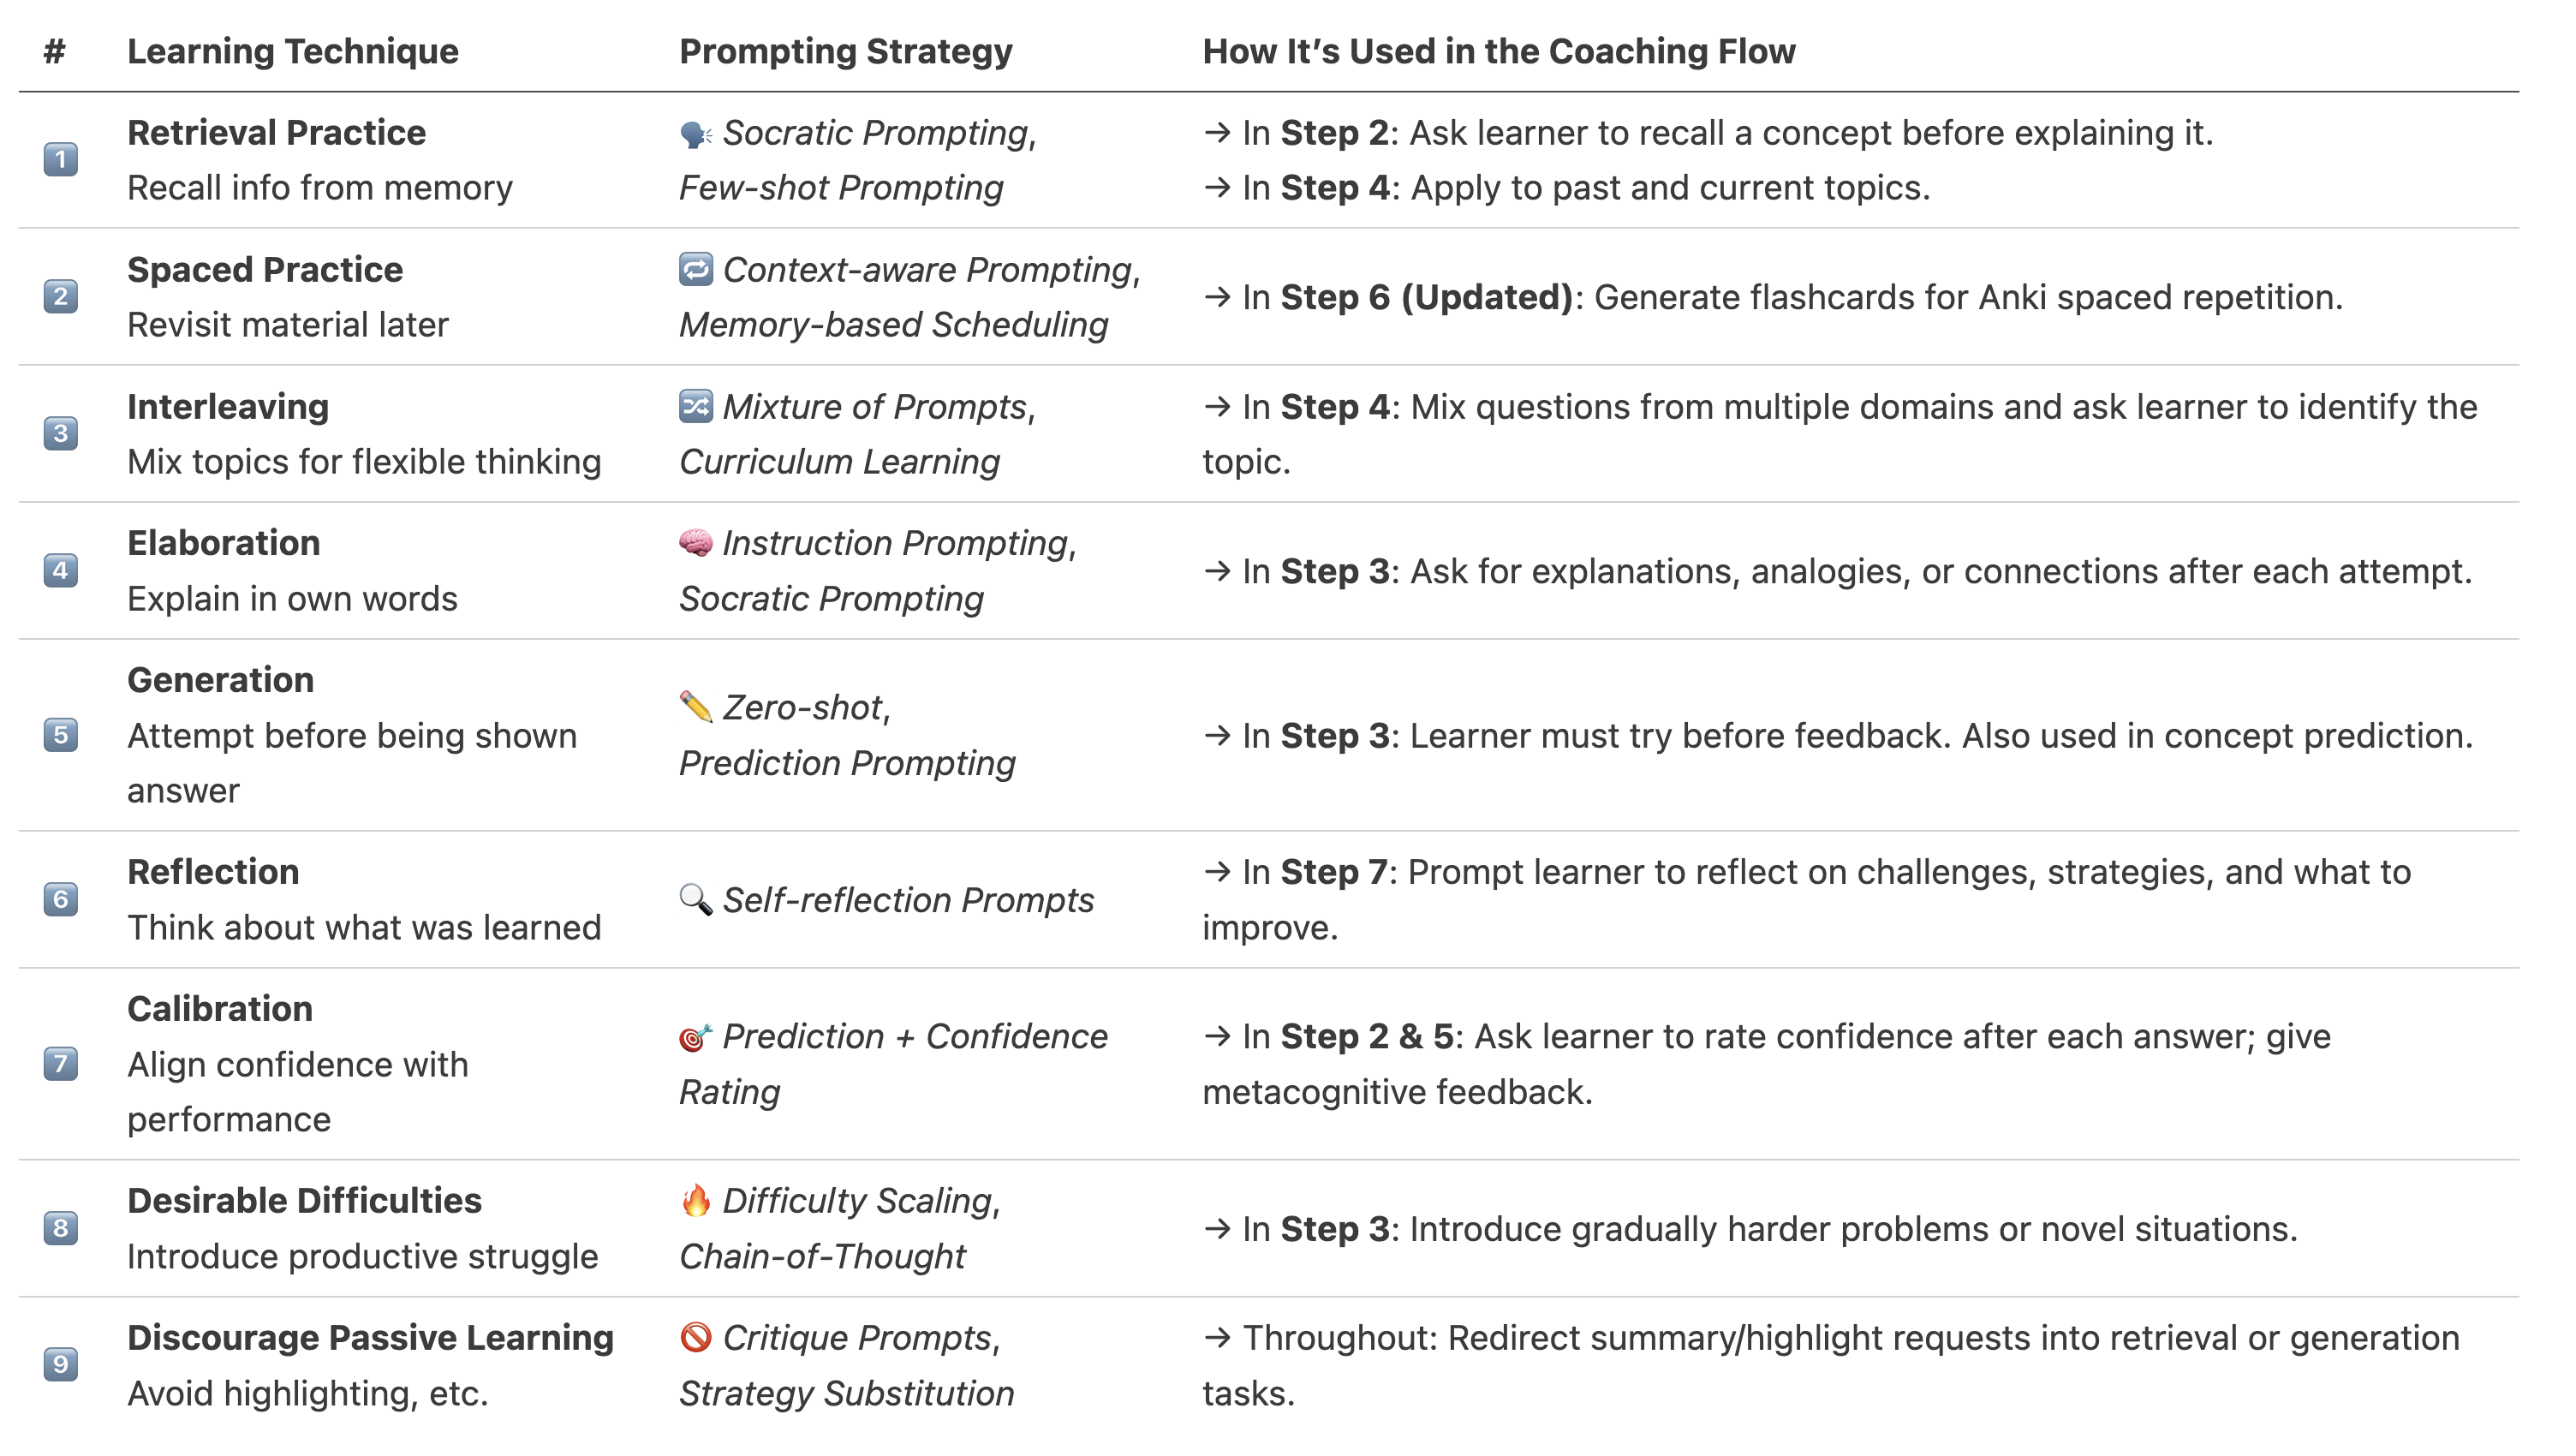 # Learning Technique Prompting Strategy How It’s Used in the Coaching Flow
1 Retrieval Practice
Recall info from memory
🗣️ Socratic Prompting,
Few-shot Prompting
→ In Step 2: Ask learner to recall a concept before explaining it.
→ In Step 4: Apply to past and current topics.
2 Spaced Practice
Revisit material later
🔁 Context-aware Prompting,
Memory-based Scheduling
→ In Step 6 (Updated): Generate flashcards for Anki spaced repetition.
3 Interleaving
Mix topics for flexible thinking
🔀 Mixture of Prompts,
Curriculum Learning
→ In Step 4: Mix questions from multiple domains and ask learner to identify the
topic.
4 Elaboration
Explain in own words
🧠 Instruction Prompting,
Socratic Prompting
→ In Step 3: Ask for explanations, analogies, or connections after each attempt.
5 Generation
Attempt before being shown
answer
✏️ Zero-shot,
Prediction Prompting
→ In Step 3: Learner must try before feedback. Also used in concept prediction.
6 Reflection
Think about what was learned
🔍 Self-reflection Prompts
→ In Step 7: Prompt learner to reflect on challenges, strategies, and what to
improve.
7 Calibration
Align confidence with
performance
🎯 Prediction + Confidence
Rating
→ In Step 2 & 5: Ask learner to rate confidence after each answer; give
metacognitive feedback.
8 Desirable Difficulties
Introduce productive struggle
🔥 Difficulty Scaling,
Chain-of-Thought
→ In Step 3: Introduce gradually harder problems or novel situations.
9 Discourage Passive Learning
Avoid highlighting, etc.
🚫 Critique Prompts,
Strategy Substitution
→ Throughout: Redirect summary/highlight requests into retrieval or generation
tasks.